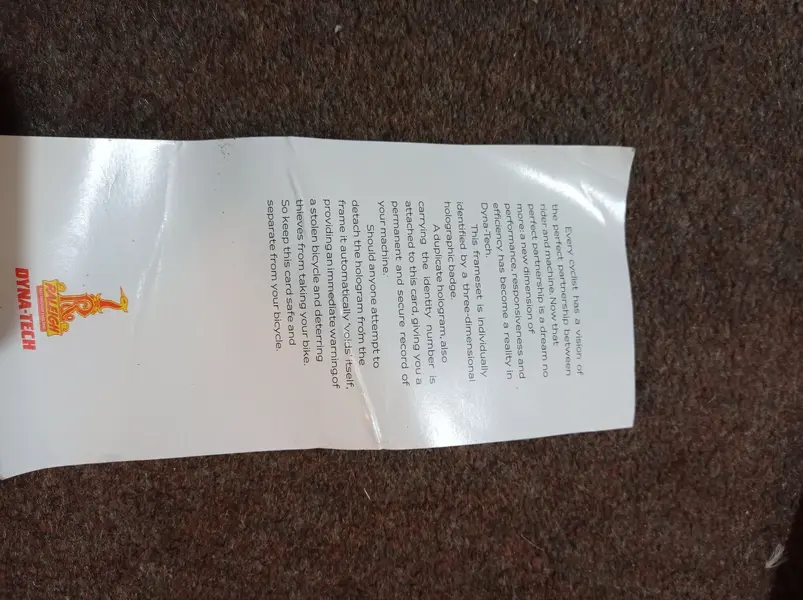 Every cyclist has a vision of
the perfect partnership between
rider and machine. Now that
perfect partnership is a dream no
more: a new dimension of
performance, responsiveness and
efficiency has become a reality in
Dyna-Tech.
This frameset is individually
identified by a three-dimensional
holographic badge.
A duplicate hologram, also
carrying the identity number is
attached to this card, giving you a
permanent and secure record of
your machine.
Should anyone attempt to
detach the hologram from the
frame it automatically 'voids' itself,
providing an immediate warning of
a stolen bicycle and deterring
thieves from taking your bike.
So keep this card safe and
separate from your bicycle.
R
RALEIGH
DYNA-TECH